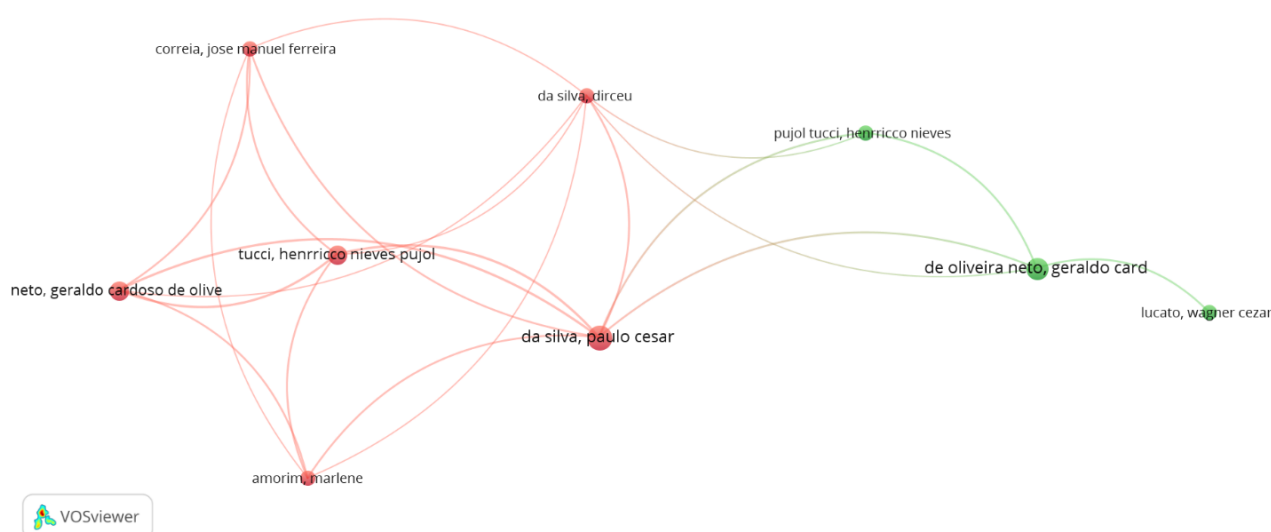 correia, jose manuel ferreira
da silva, dirceu
pujol tucci, henrricco nieves
tucci, henrricco nieves pujol
de oliveira neto, geraldo card
neto, geraldo cardoso de olive
lucato, wagner cezar
da silva, paulo cesar
amorim, marlene
VOSviewer